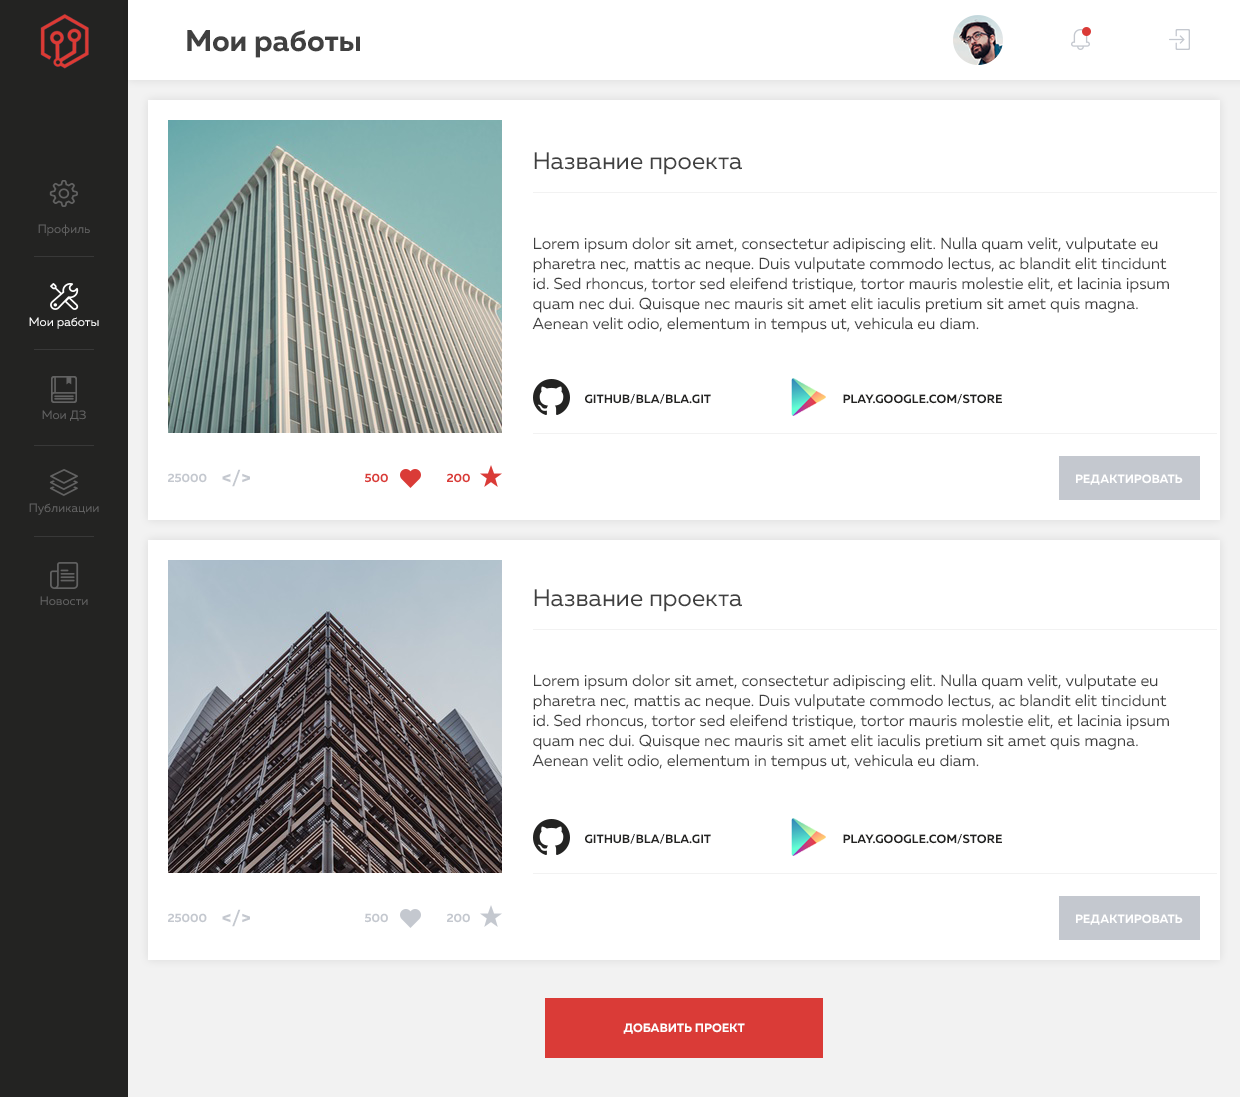 Мои работы
Профиль
Мои работы
Мои ДЗ
Публикации
Новости
Название проекта
Lorem ipsum dolor sit amet, consectetur adipiscing elit. Nulla quam velit, vulputate eu
pharetra nec, mattis ac neque. Duis vulputate commodo lectus, ac blandit elit tincidunt
id. Sed rhoncus, tortor sed eleifend tristique, tortor mauris molestie elit, et lacinia ipsum
quam nec dui. Quisque nec mauris sit amet elit iaculis pretium sit amet quis magna.
Aenean velit odio, elementum in tempus ut, vehicula eu diam.
GITHUB/BLA/BLA.GIT
PLAY.GOOGLE.COM/STORE
25000 </> 500 200
РЕДАКТИРОВАТЬ
Название проекта
Lorem ipsum dolor sit amet, consectetur adipiscing elit. Nulla quam velit, vulputate eu
pharetra nec, mattis ac neque. Duis vulputate commodo lectus, ac blandit elit tincidunt
id. Sed rhoncus, tortor sed eleifend tristique, tortor mauris molestie elit, et lacinia ipsum
quam nec dui. Quisque nec mauris sit amet elit iaculis pretium sit amet quis magna.
Aenean velit odio, elementum in tempus ut, vehicula eu diam.
GITHUB/BLA/BLA.GIT
PLAY.GOOGLE.COM/STORE
25000 </> 500 200
РЕДАКТИРОВАТЬ
ДОБАВИТЬ ПРОЕКТ